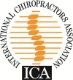 INTERNATIONAL CHIROPRACTORS ASSOCIATION
ICA